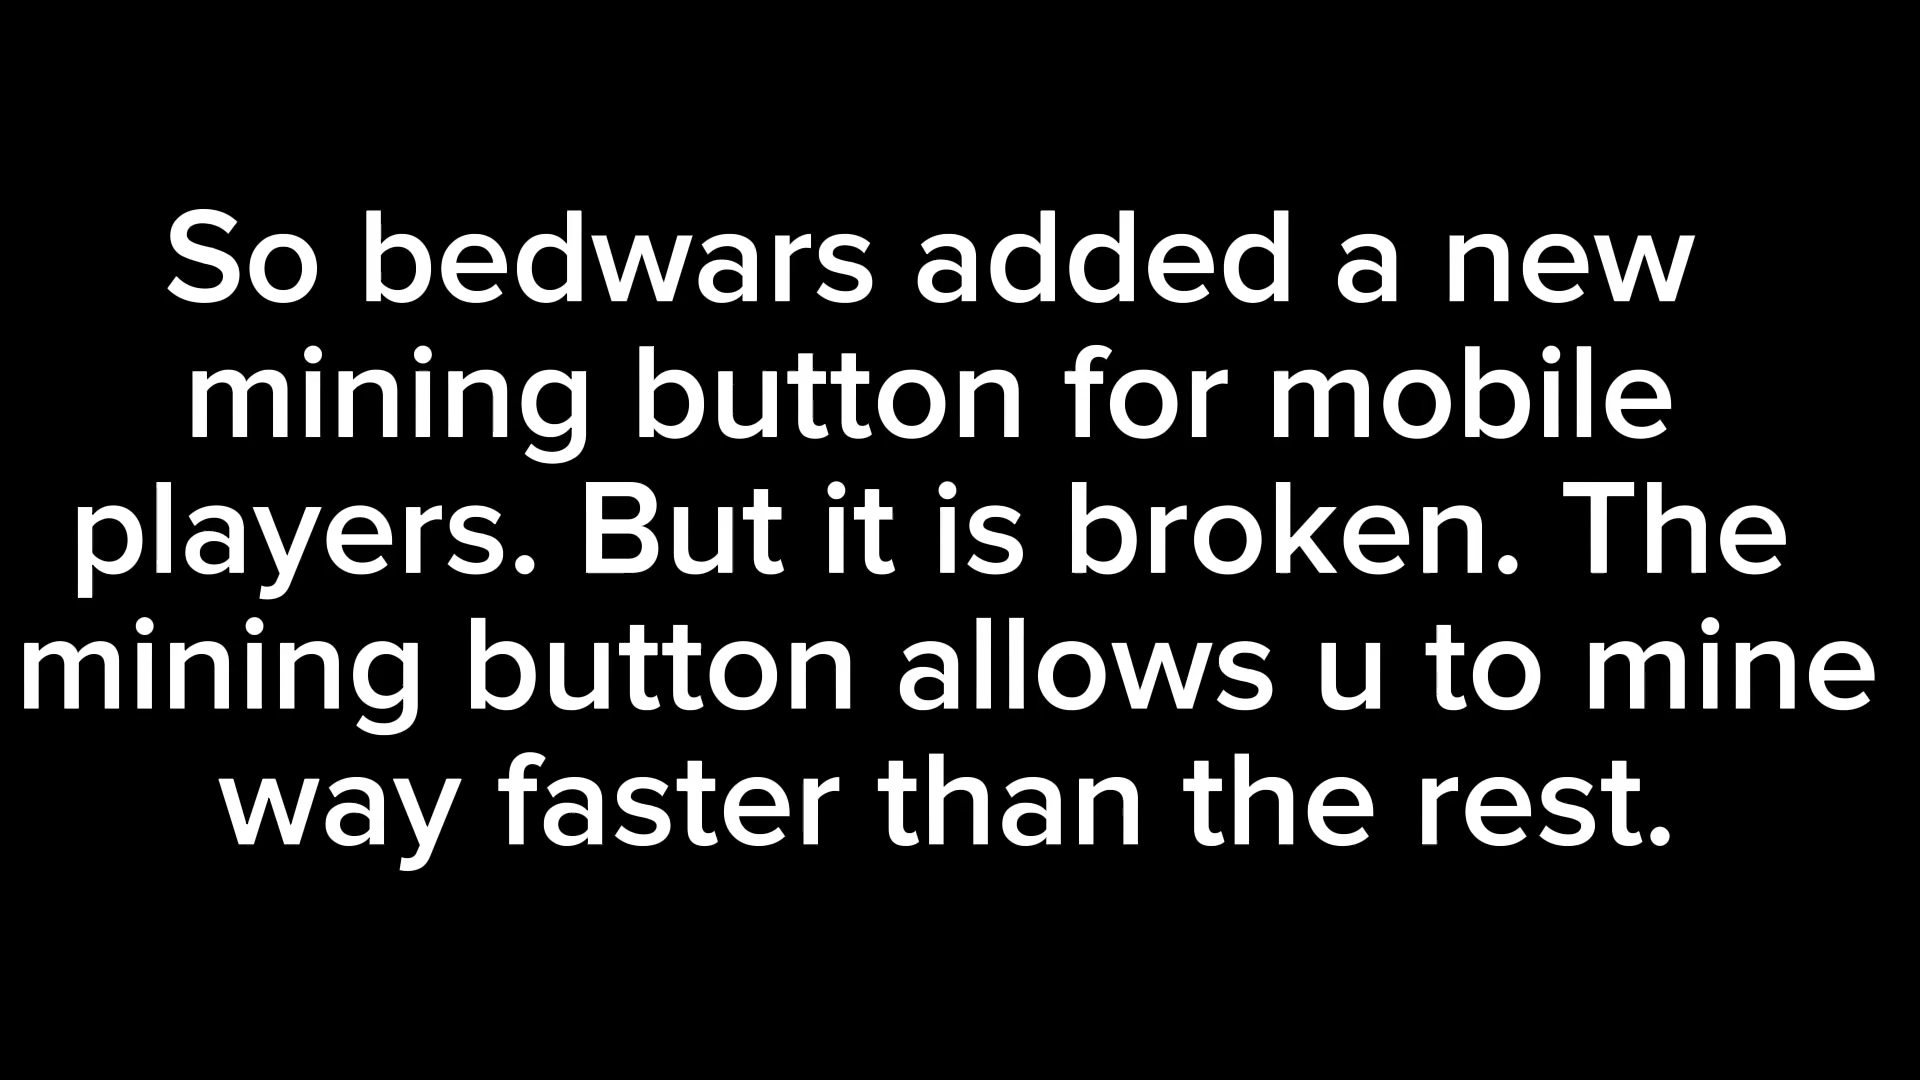 So bedwars added a new
mining button for mobile
players. But it is broken. The
mining button allows u to mine
way faster than the rest.